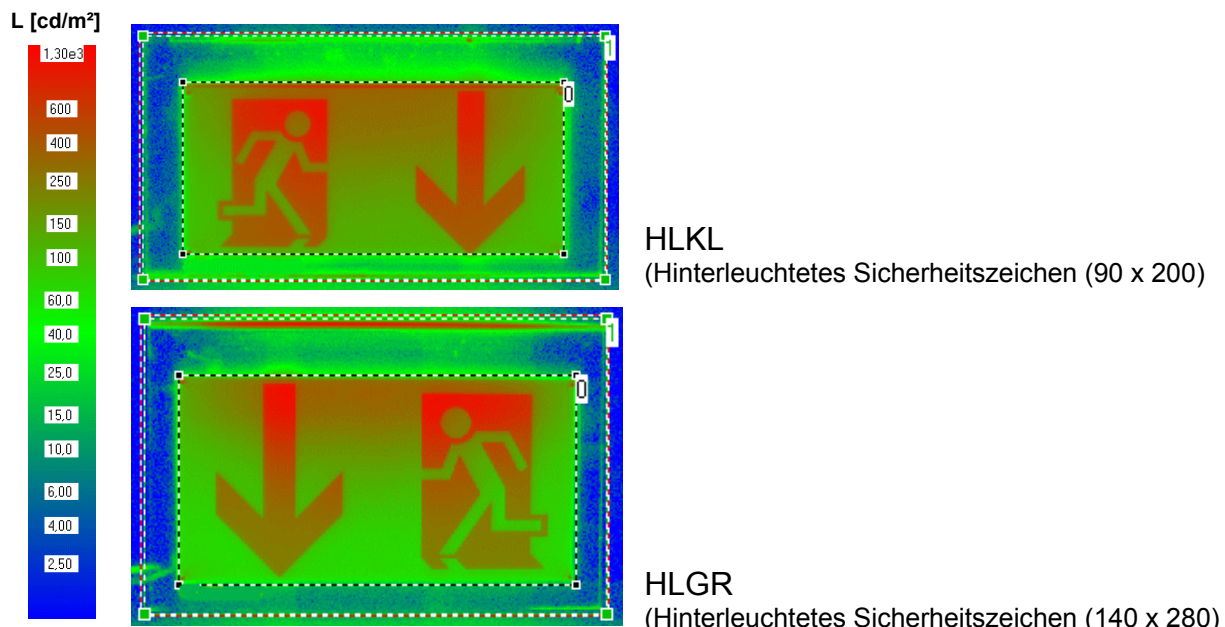 L [cd/m²]
1,30e3
600
400
250
150
100
60,0
40,0
25,0
15,0
10,0
6,00
4,00
2,50
1
0
HLKL
(Hinterleuchtetes Sicherheitszeichen (90 x 200)
1
0
HLGR
(Hinterleuchtetes Sicherheitszeichen (140 x 280)